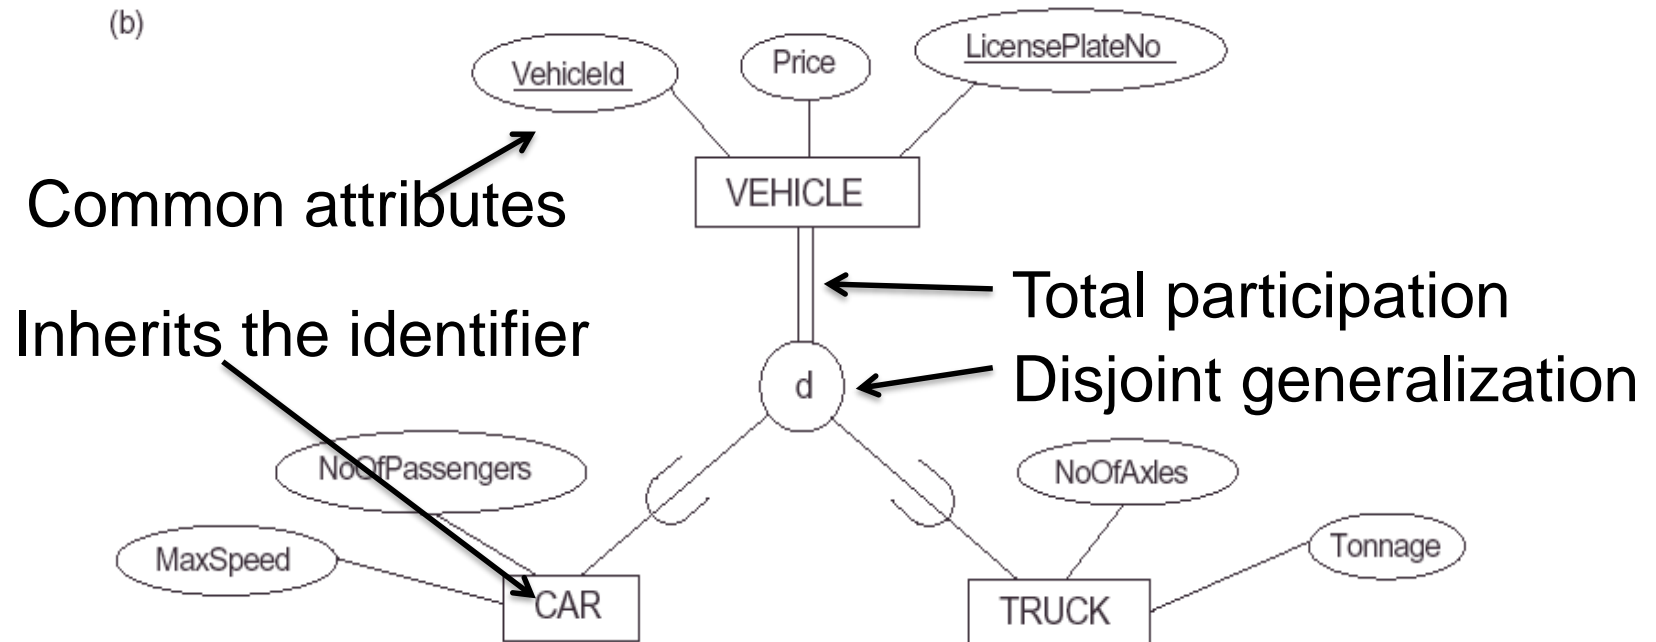 (b)
VehicleId
Price
LicensePlateNo
Common attributes
VEHICLE
Total participation
Inherits the identifier
Disjoint generalization
d
NoOfPassengers
NoOfAxles
MaxSpeed
Tonnage
CAR
TRUCK